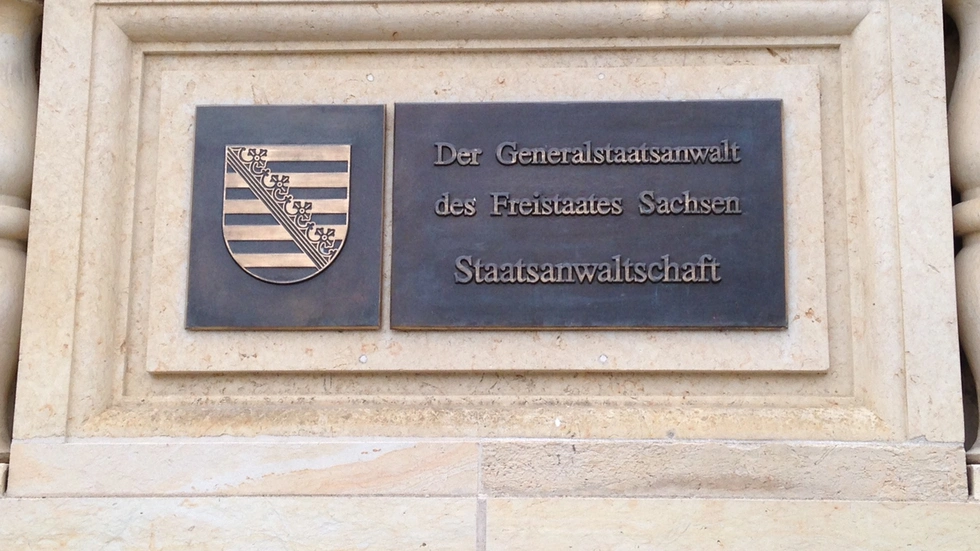 Der Generalstaatsanwalt
des Freistaates Sachsen
Staatsanwaltschaft